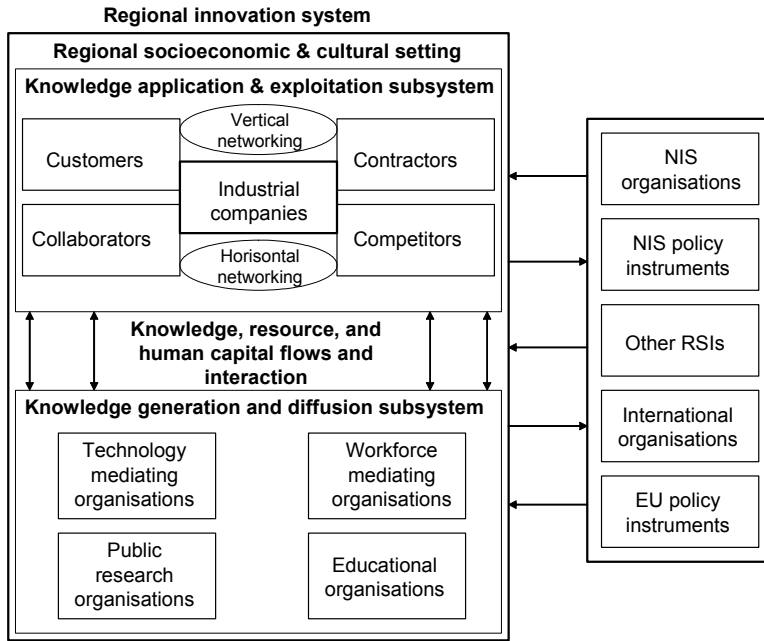 Regional innovation system
Regional socioeconomic & cultural setting
Knowledge application & exploitation subsystem
Vertical
networking
Customers
Contractors
Industrial
companies
Collaborators
Competitors
Horisontal
networking
Knowledge, resource, and
human capital flows and
interaction
Knowledge generation and diffusion subsystem
Technology
mediating
organisations
Workforce
mediating
organisations
Public
research
organisations
Educational
organisations
NIS
organisations
NIS policy
instruments
Other RSIs
International
organisations
EU policy
instruments